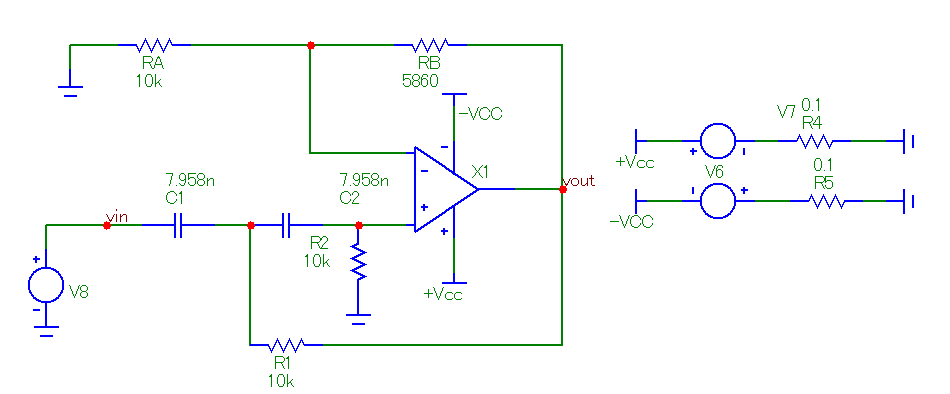 RA
10k
RB
5860
-VCC
X1
vout
+Vcc
7.958n
C1
7.958n
C2
vin
R2
10k
V8
R1
10k
V7
0.1
R4
+Vcc
V6
0.1
R5
-VCC